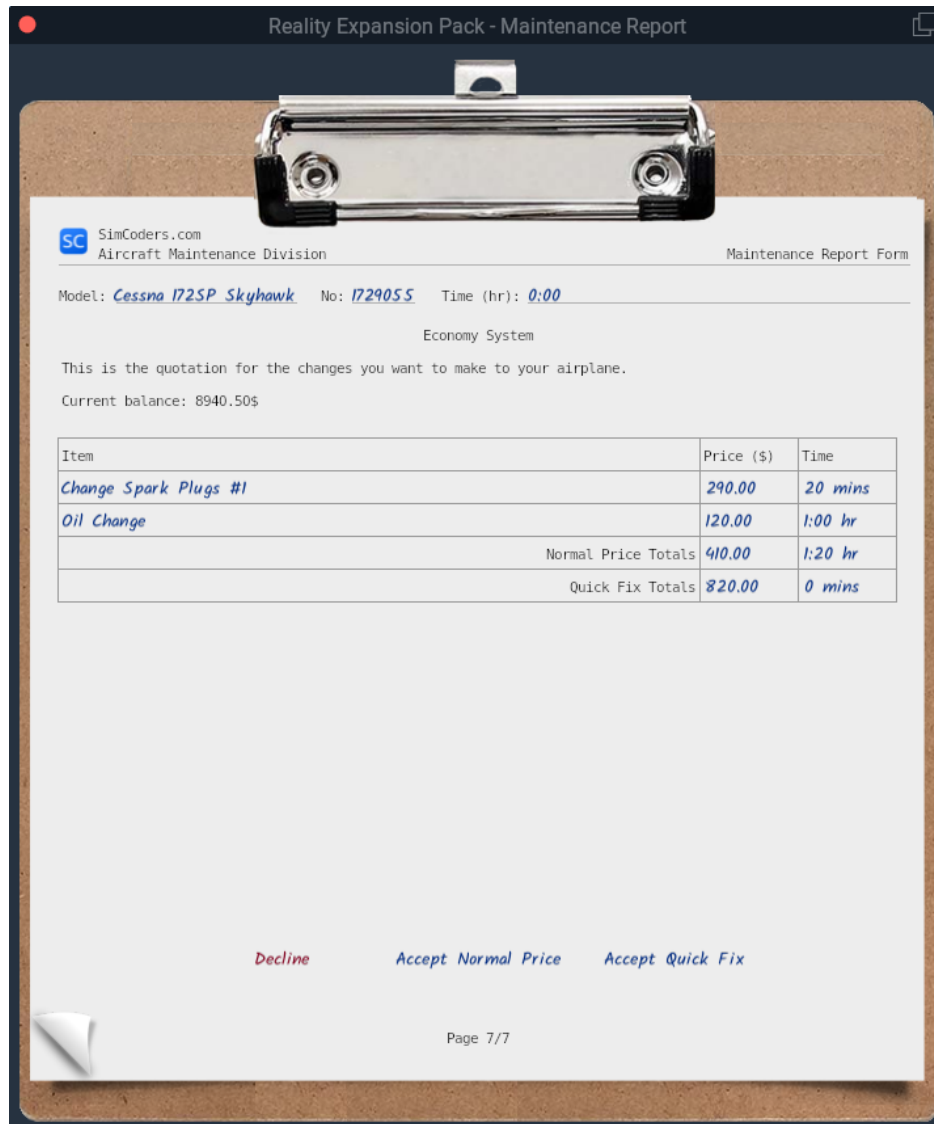 Reality Expansion Pack - Maintenance Report
SC
SimCoders.com
Aircraft Maintenance Division
Maintenance Report Form
Model: Cessna 172SP Skyhawk No: 1729055 Time (hr): 0:00
Economy System
This is the quotation for the changes you want to make to your airplane.
Current balance: 8940.50$
Item Price ($) Time
Change Spark Plugs #1 290.00 20 mins
Oil Change 120.00 1:00 hr
Normal Price Totals 410.00 1:20 hr
Quick Fix Totals 820.00 0 mins
Decline Accept Normal Price Accept Quick Fix
Page 7/7